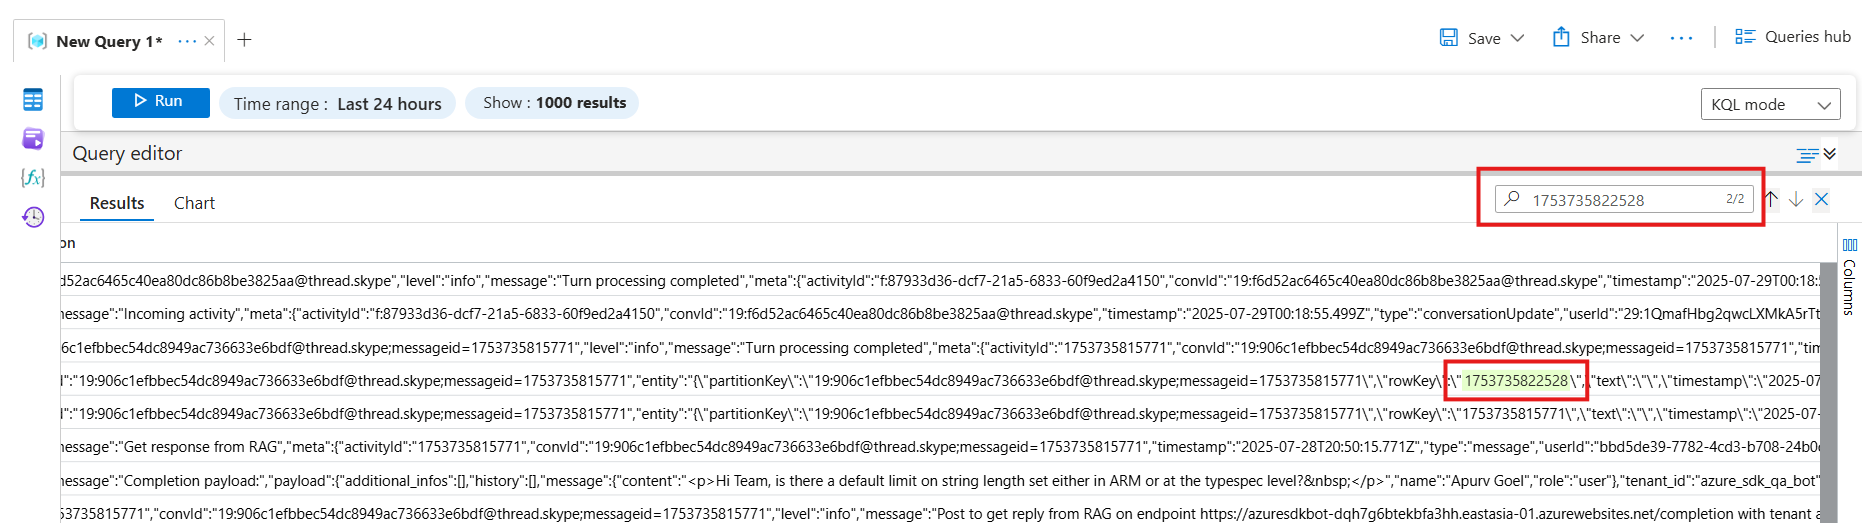 New Query 1* ··· × +
Save Share ··· Queries hub
Run Time range : Last 24 hours Show : 1000 results KQL mode
Query editor
Results Chart 1753735822528 2/2
on
Columns
d52ac6465c40ea80dc86b8be3825aa@thread.skype","level":"info","message":"Turn processing completed","meta":{"activityId":"f:87933d36-dcf7-21a5-6833-60f9ed2a4150","convId":"19:f6d52ac6465c40ea80dc86b8be3825aa@thread.skype","timestamp":"2025-07-29T00:18:
message":"Incoming activity","meta":{"activityId":"f:87933d36-dcf7-21a5-6833-60f9ed2a4150","convId":"19:f6d52ac6465c40ea80dc86b8be3825aa@thread.skype","timestamp":"2025-07-29T00:18:55.499Z","type":"conversationUpdate","userId":"29:1QmafHbg2qwcLXMkA5rTt
6c1efbbec54dc8949ac736633e6bdf@thread.skype;messageid=1753735815771","level":"info","message":"Turn processing completed","meta":{"activityId":"1753735815771","convId":"19:906c1efbbec54dc8949ac736633e6bdf@thread.skype;messageid=1753735815771","tim
d":"19:906c1efbbec54dc8949ac736633e6bdf@thread.skype;messageid=1753735815771","entity":"{\"partitionKey\":\"19:906c1efbbec54dc8949ac736633e6bdf@thread.skype;messageid=1753735815771\",\"rowKey\":\"1753735822528\",\"text\":\"\",\"timestamp\":\"2025-07
d":"19:906c1efbbec54dc8949ac736633e6bdf@thread.skype;messageid=1753735815771","entity":"{\"partitionKey\":\"19:906c1efbbec54dc8949ac736633e6bdf@thread.skype;messageid=1753735815771\",\"rowKey\":\"1753735815771\",\"text\":\"\",\"timestamp\":\"2025-07-
message":"Get response from RAG","meta":{"activityId":"1753735815771","convId":"19:906c1efbbec54dc8949ac736633e6bdf@thread.skype;messageid=1753735815771","timestamp":"2025-07-28T20:50:15.771Z","type":"message","userId":"bbd5de39-7782-4cd3-b708-24b0
message":"Completion payload:","payload":{"additional_infos":[],"history":[],"message":{"content":"<p>Hi Team, is there a default limit on string length set either in ARM or at the typespec level?&nbsp;</p>","name":"Apurv Goel","role":"user"},"tenant_id":"azure_sdk_qa_bot"
53735815771","convId":"19:906c1efbbec54dc8949ac736633e6bdf@thread.skype;messageid=1753735815771","level":"info","message":"Post to get reply from RAG on endpoint https://azuresdkbot-dqh7g6btekbfa3hh.eastasia-01.azurewebsites.net/completion with tenant a